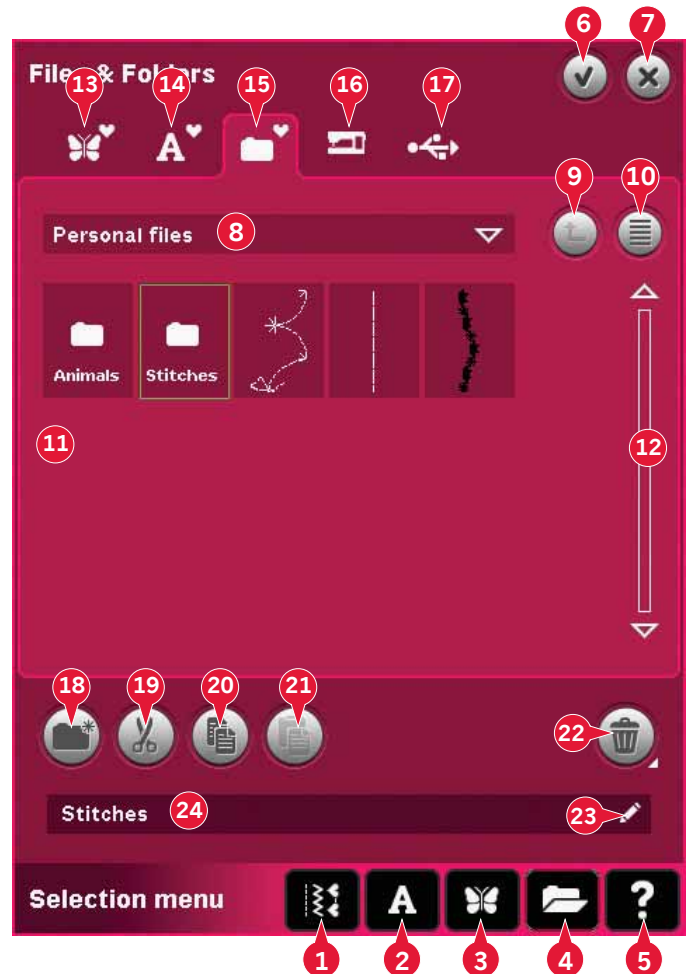 6 7
Files & Folders
13 14 15 16 17
A
9 10
Personal files 8
Animals Stitches
11 12
18 19 20 21
22
Stitches 24 23
Selection menu A ?
1 2 3 4 5